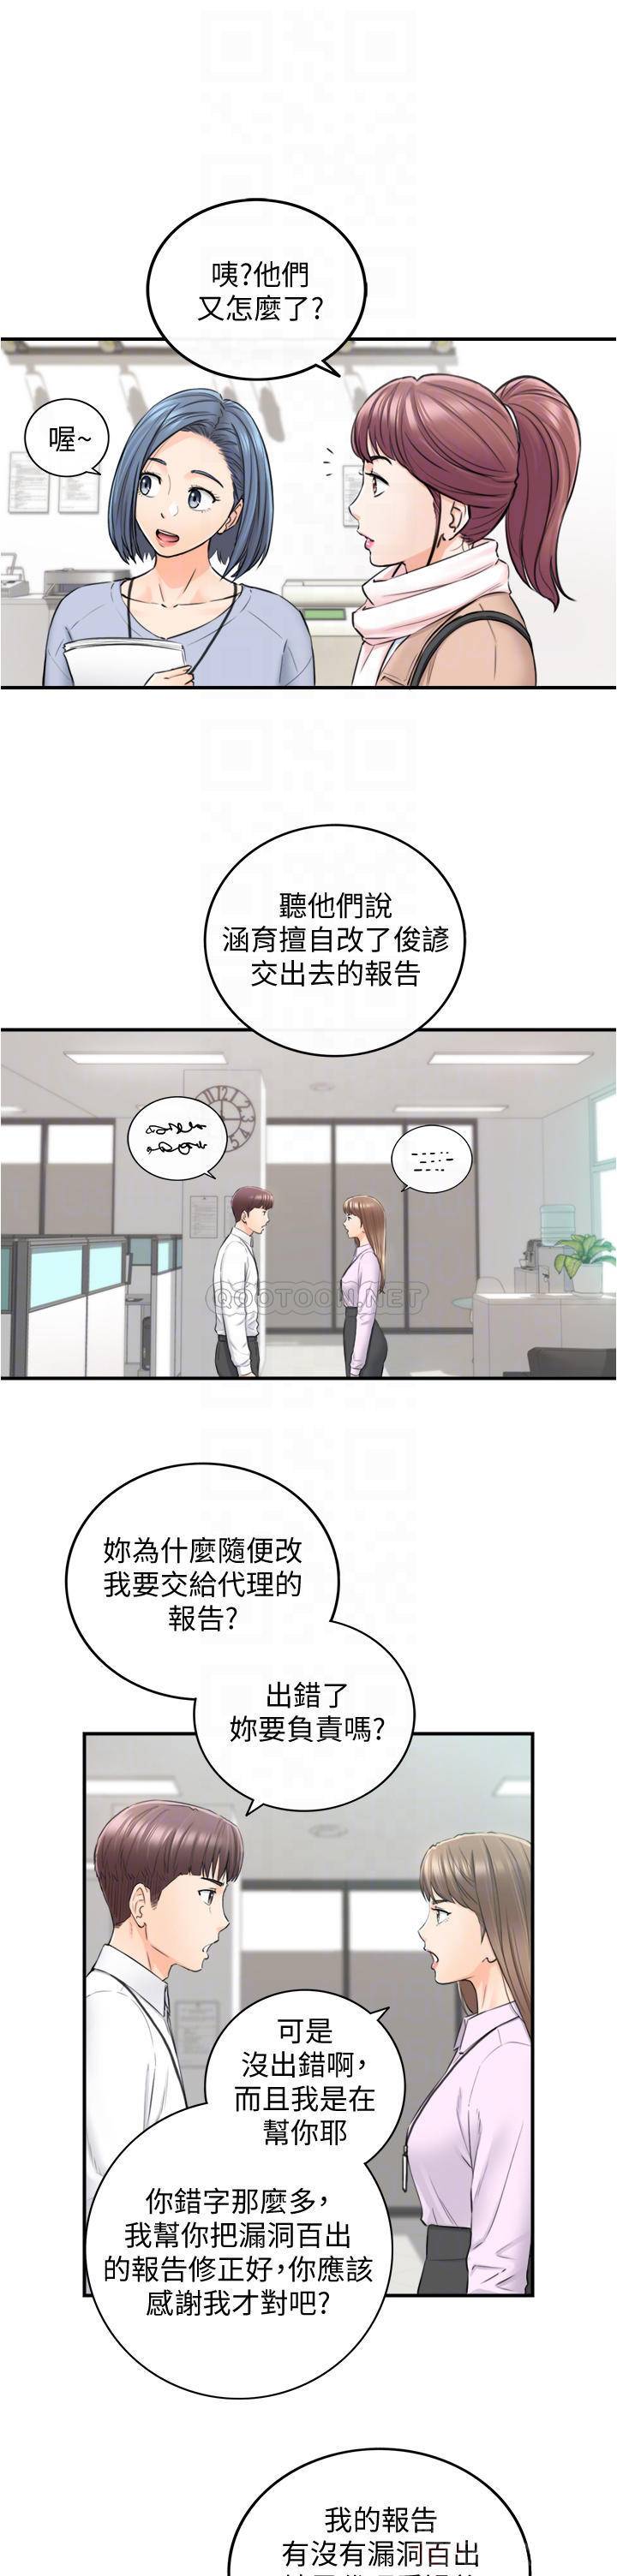 咦?他們
又怎麼了?
喔~
聽他們說
涵育擅自改了俊諺
交出去的報告
QOOTOON.NET
妳為什麼隨便改
我要交給代理的
報告?
出錯了
妳要負責嗎?
可是
沒出錯啊,
而且我是在
幫你耶
你錯字那麼多,
我幫你把漏洞百出
的報告修正好,你應該
感謝我才對吧?
我的報告
有沒有漏洞百出